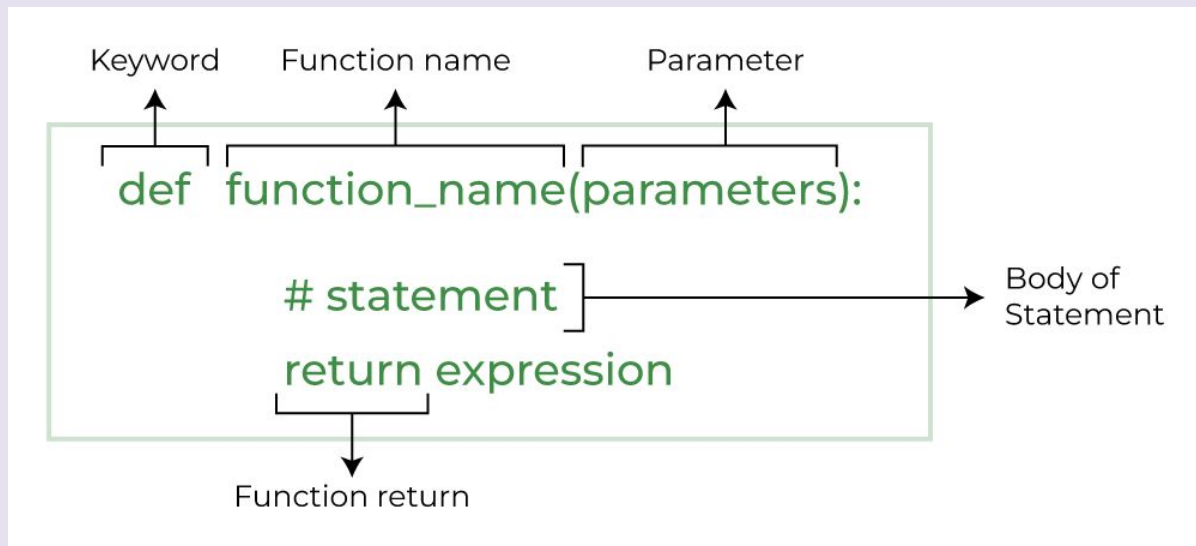 Keyword Function name Parameter
def function_name(parameters):
# statement
Body of
Statement
return expression
Function return